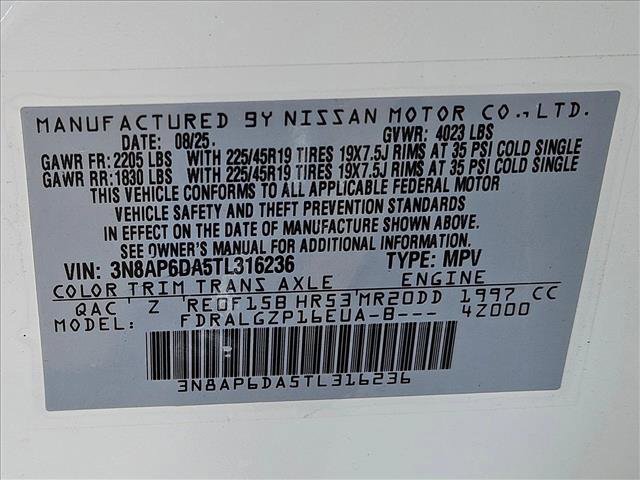 MANUFACTURED BY NISSAN MOTOR CO., LTD.
DATE: 08/25. GVWR: 4023 LBS
GAWR FR: 2205 LBS WITH 225/45R19 TIRES 19X7.5J RIMS AT 35 PSI COLD SINGLE
GAWR RR: 1830 LBS WITH 225/45R19 TIRES 19X7.5J RIMS AT 35 PSI COLD SINGLE
THIS VEHICLE CONFORMS TO ALL APPLICABLE FEDERAL MOTOR
VEHICLE SAFETY AND THEFT PREVENTION STANDARDS
IN EFFECT ON THE DATE OF MANUFACTURE SHOWN ABOVE.
SEE OWNER'S MANUAL FOR ADDITIONAL INFORMATION.
VIN: 3N8AP6DA5TL316236 TYPE: MPV
COLOR TRIM TRANS AXLE ENGINE
QAC Z RE0F15B HR53 MR20DD 1997 CC
MODEL: FDRALGZP16EUA-B--- 4Z000
3N8AP6DA5TL316236